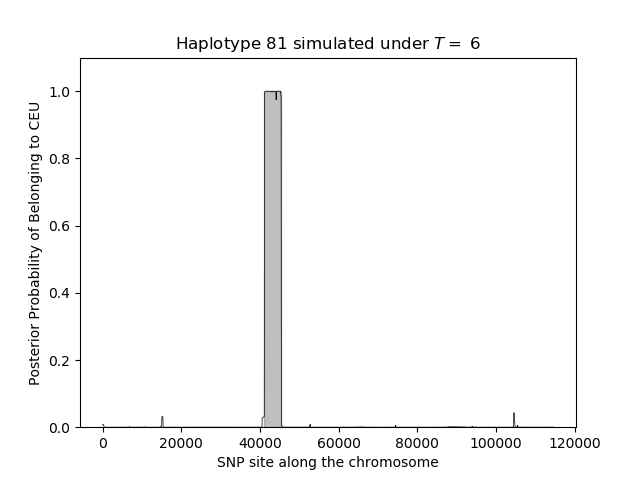 Haplotype 81 simulated under T = 6
Posterior Probability of Belonging to CEU
1.0
0.8
0.6
0.4
0.2
0.0
0 20000 40000 60000 80000 100000 120000
SNP site along the chromosome